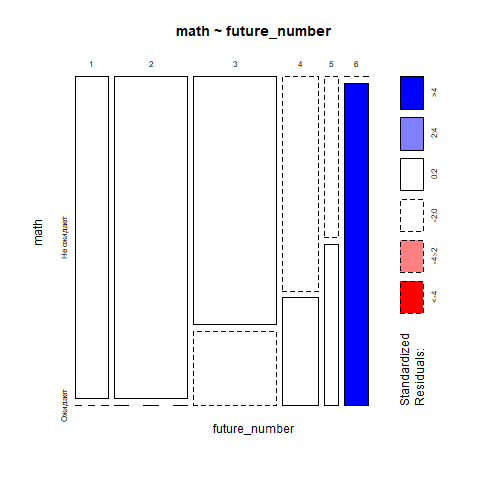 math ~ future_number
1 2 3 4 5 6
math
Не ожидает
Ожидает
future_number
Standardized
Residuals:
<-4
-4:-2
-2:0
0:2
2:4
>4